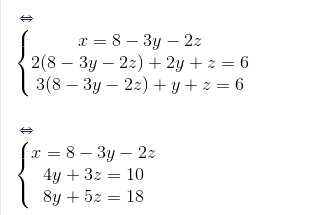 ⇔
x = 8 − 3y − 2z
2(8 − 3y − 2z) + 2y + z = 6
3(8 − 3y − 2z) + y + z = 6
⇔
x = 8 − 3y − 2z
4y + 3z = 10
8y + 5z = 18